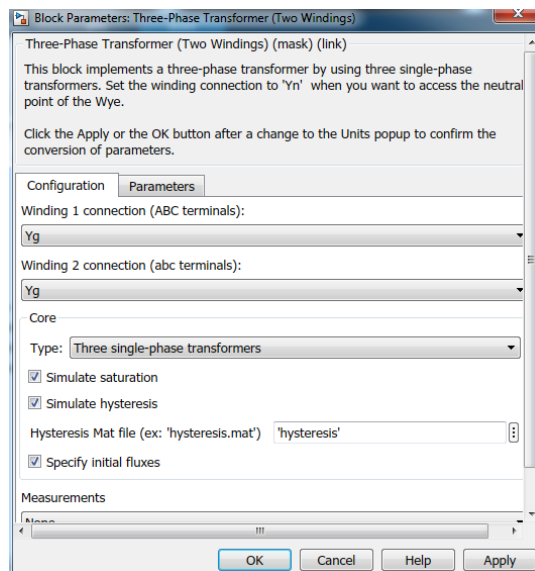 Block Parameters: Three-Phase Transformer (Two Windings)
Three-Phase Transformer (Two Windings) (mask) (link)
This block implements a three-phase transformer by using three single-phase
transformers. Set the winding connection to 'Yn' when you want to access the neutral
point of the Wye.
Click the Apply or the OK button after a change to the Units popup to confirm the
conversion of parameters.
Configuration Parameters
Winding 1 connection (ABC terminals):
Yg
Winding 2 connection (abc terminals):
Yg
Core
Type: Three single-phase transformers
Simulate saturation
Simulate hysteresis
Hysteresis Mat file (ex: 'hysteresis.mat') 'hysteresis'
Specify initial fluxes
Measurements
None
OK Cancel Help Apply